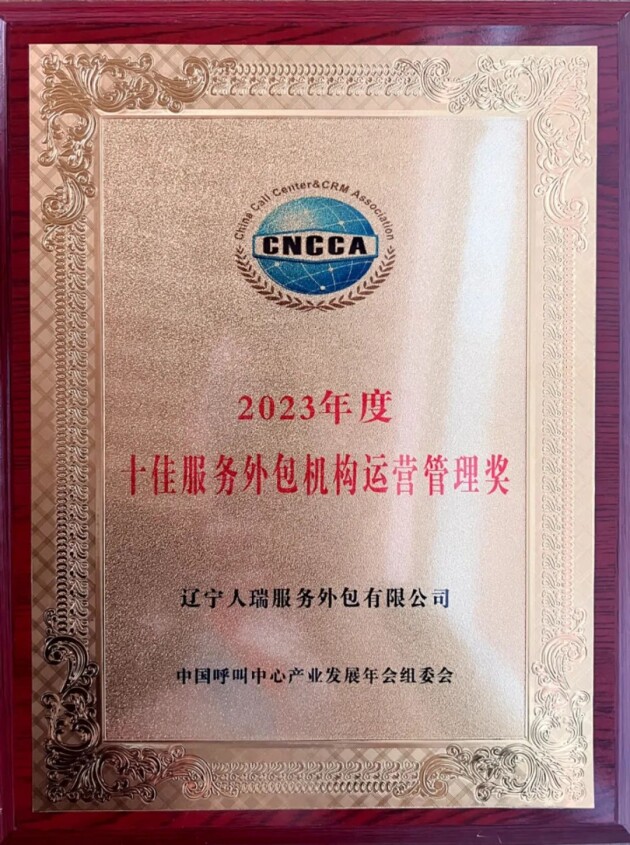 China Call Center&CRM Association
CNCCA
2023年度
十佳服务外包机构运营管理奖
辽宁人瑞服务外包有限公司
中国呼叫中心产业发展年会组委会